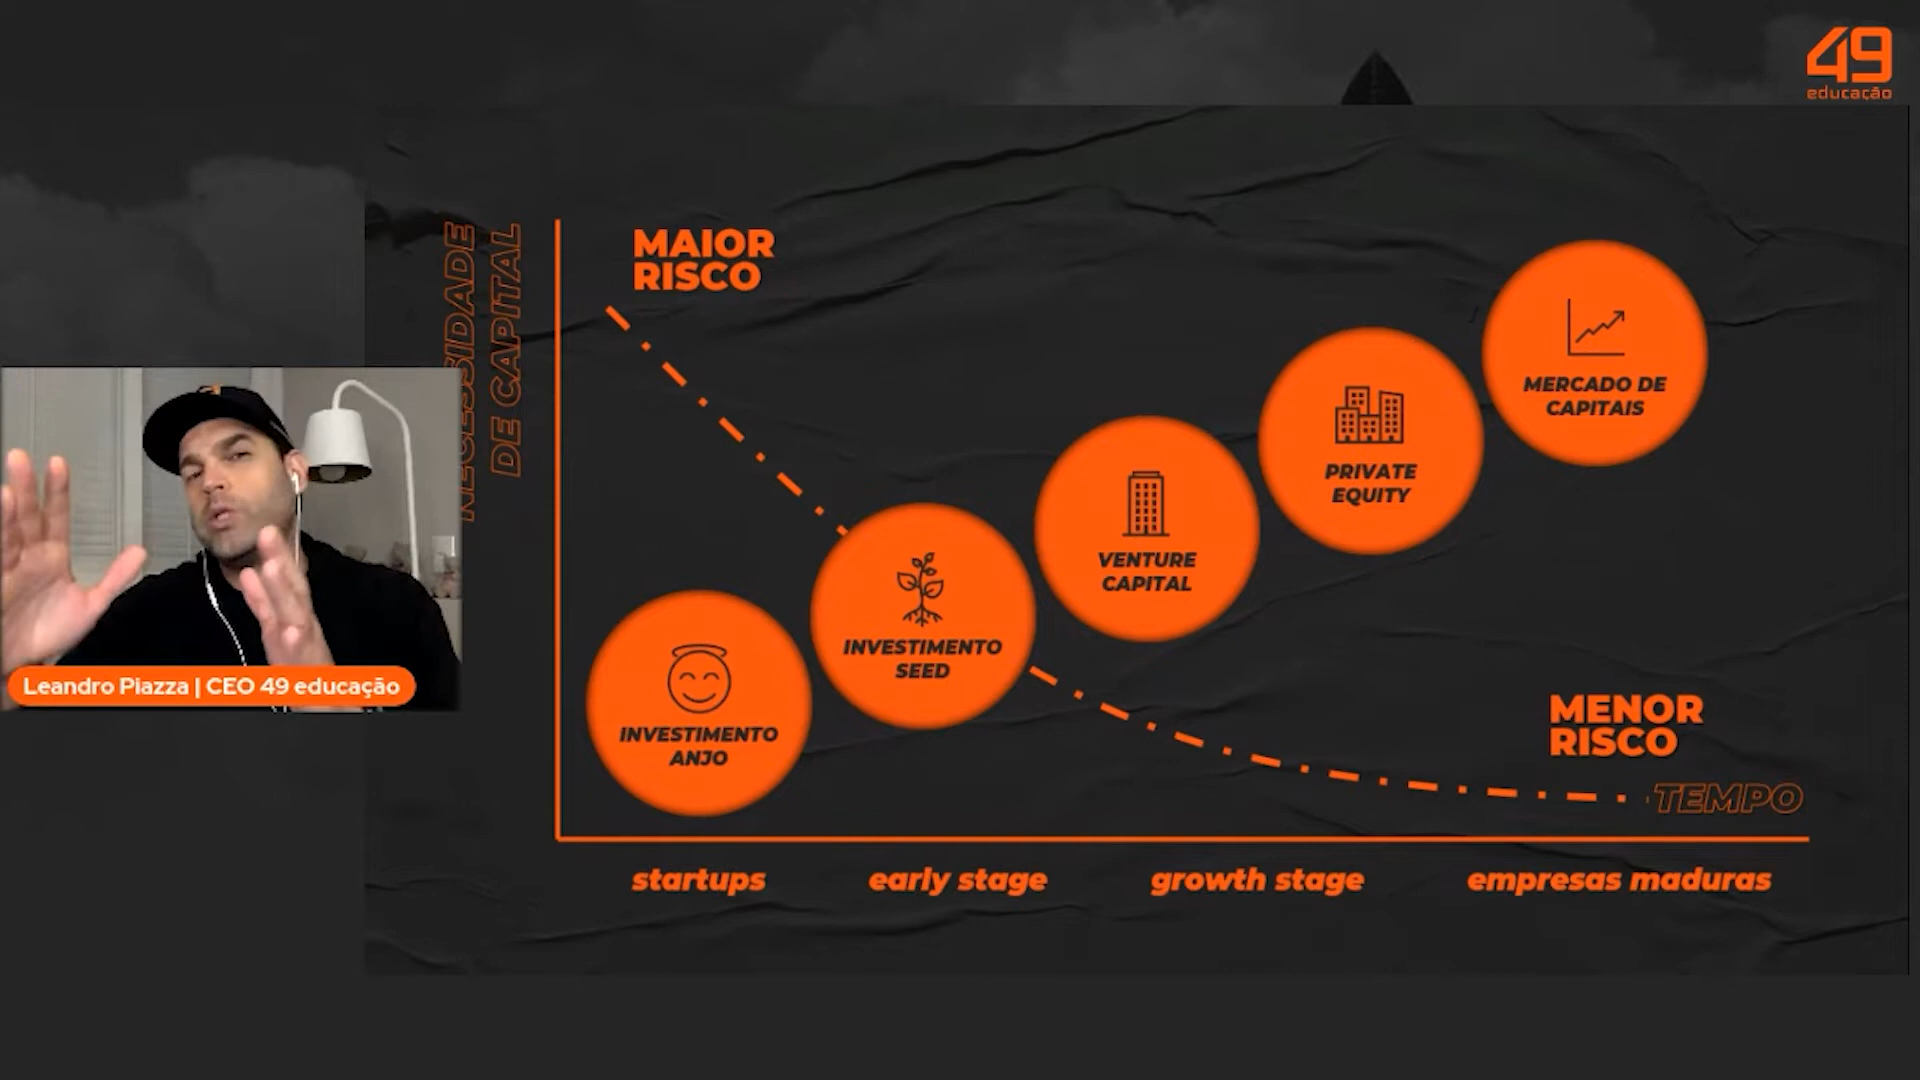 49
educação
NECESSIDADE
DE CAPITAL
MAIOR
RISCO
MERCADO DE
CAPITAIS
PRIVATE
EQUITY
VENTURE
CAPITAL
INVESTIMENTO
SEED
INVESTIMENTO
ANJO
Leandro Piazza | CEO 49 educação
MENOR
RISCO
TEMPO
startups
early stage
growth stage
empresas maduras